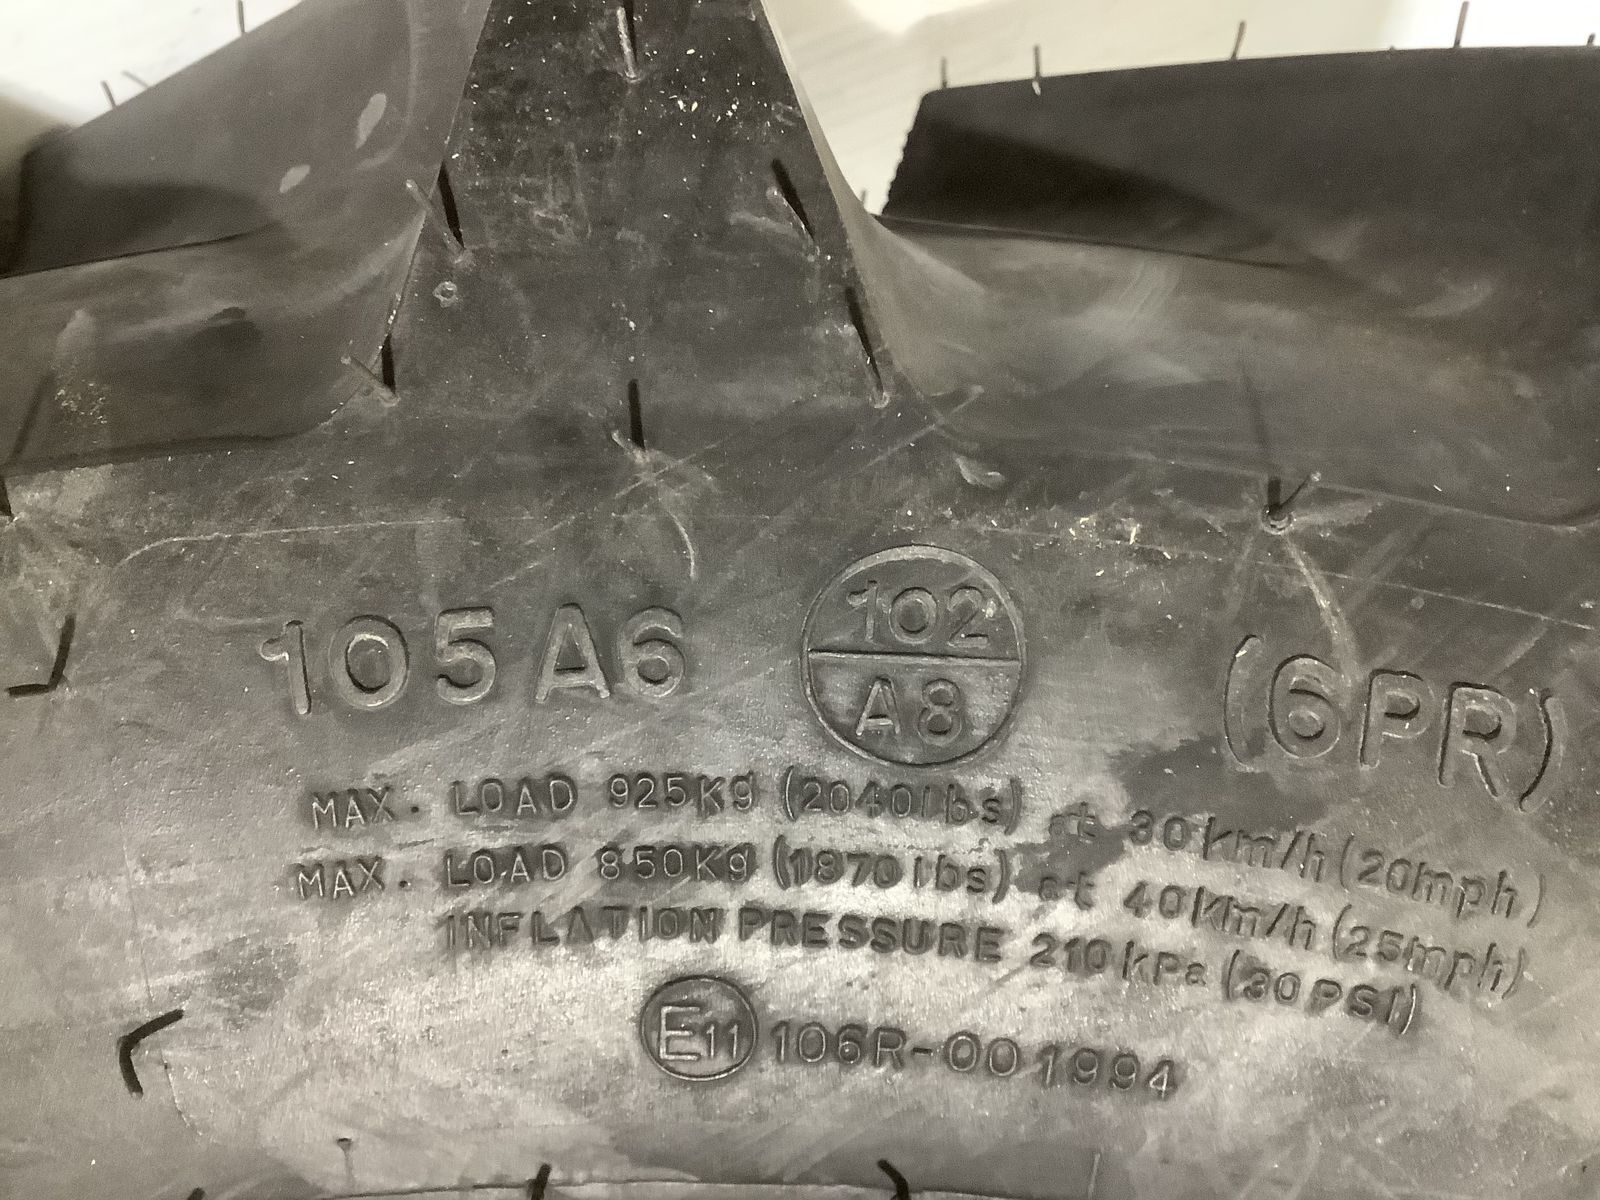 105A6 102 A8 (6PR)
MAX. LOAD 925Kg (2040lbs) at 30km/h (20mph)
MAX. LOAD 850Kg (1870lbs) at 40km/h (25mph)
INFLATION PRESSURE 210kPa (30PSI)
E11 106R-001994